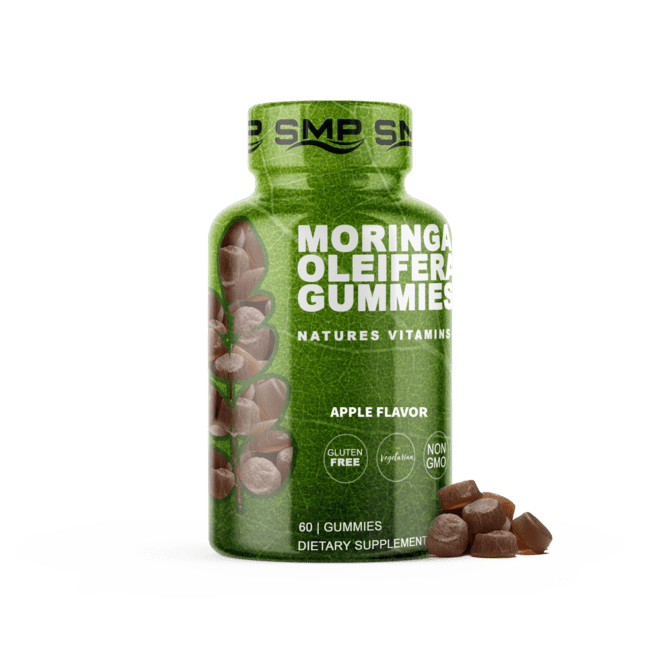 SMP
MORINGA
OLEIFERA
GUMMIES
NATURES VITAMINS
APPLE FLAVOR
GLUTEN
FREE
Vegetarian
NON
GMO
60 | GUMMIES
DIETARY SUPPLEMENT